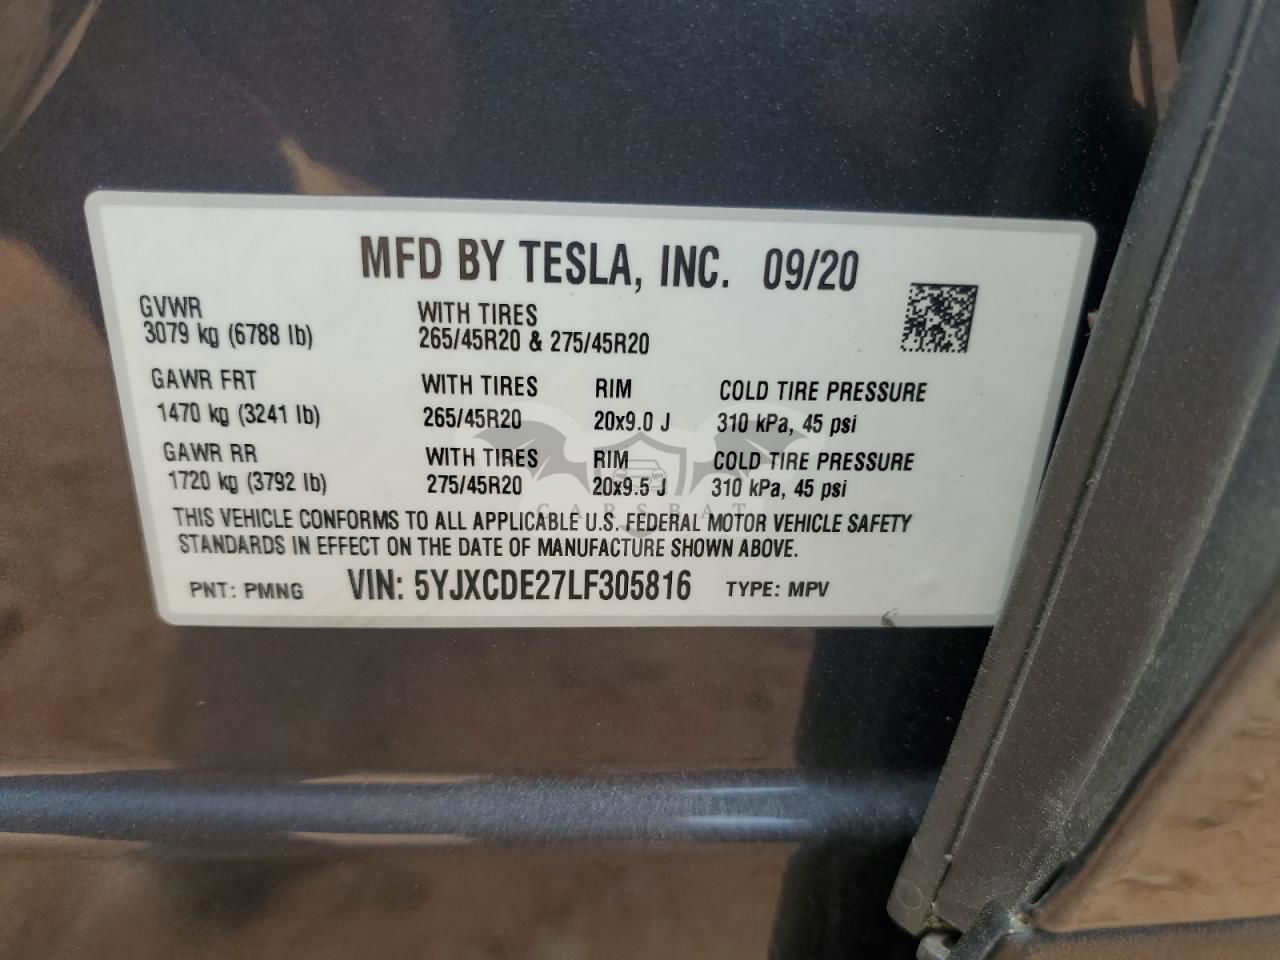 MFD BY TESLA, INC. 09/20
GVWR
3079 kg (6788 lb)
WITH TIRES
265/45R20 & 275/45R20
GAWR FRT WITH TIRES RIM COLD TIRE PRESSURE
1470 kg (3241 lb) 265/45R20 20x9.0 J 310 kPa, 45 psi
GAWR RR WITH TIRES RIM COLD TIRE PRESSURE
1720 kg (3792 lb) 275/45R20 20x9.5 J 310 kPa, 45 psi
CARSBAT
THIS VEHICLE CONFORMS TO ALL APPLICABLE U.S. FEDERAL MOTOR VEHICLE SAFETY
STANDARDS IN EFFECT ON THE DATE OF MANUFACTURE SHOWN ABOVE.
PNT: PMNG VIN: 5YJXCDE27LF305816 TYPE: MPV